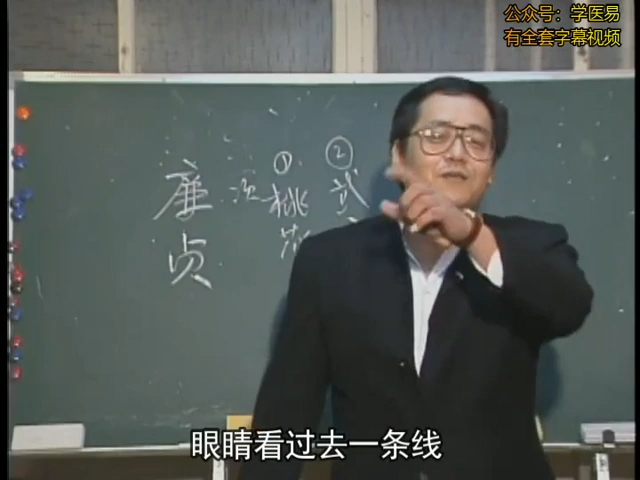 公众号：学医易
有全套字幕视频
②
①
次桃
廉贞
眼睛看过去一条线